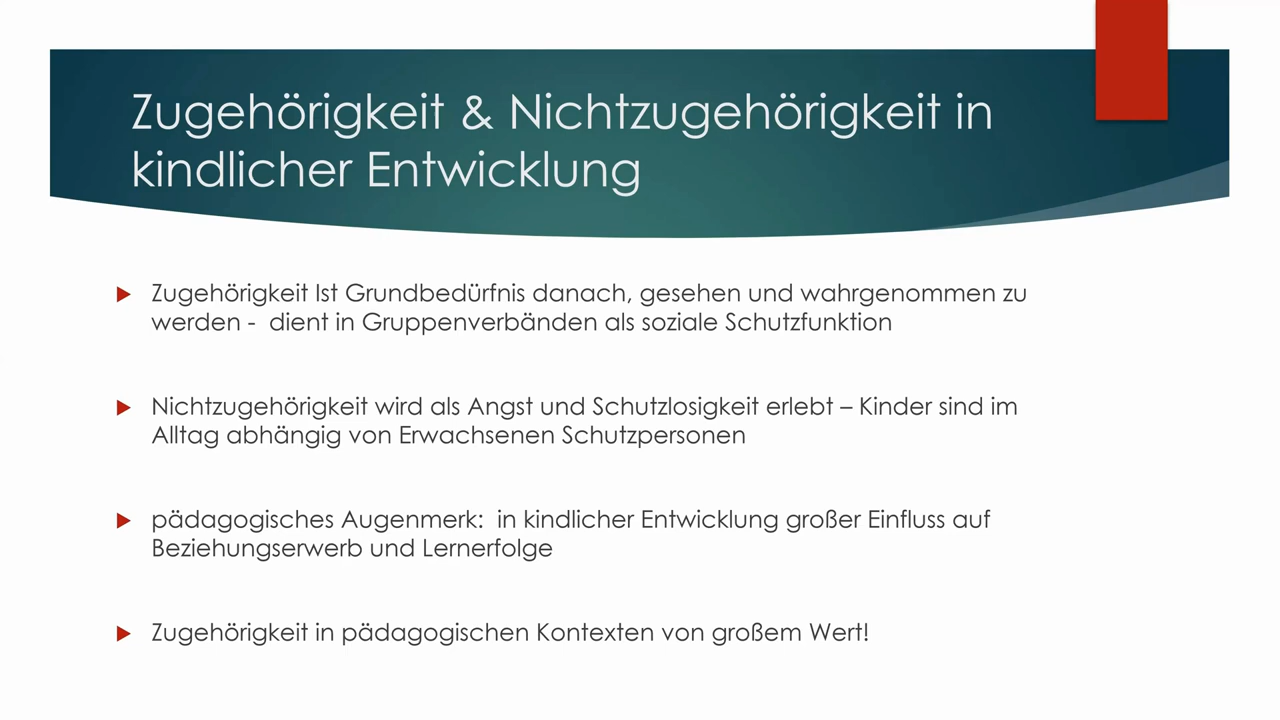 Zugehörigkeit & Nichtzugehörigkeit in
kindlicher Entwicklung
Zugehörigkeit Ist Grundbedürfnis danach, gesehen und wahrgenommen zu
werden -  dient in Gruppenverbänden als soziale Schutzfunktion
Nichtzugehörigkeit wird als Angst und Schutzlosigkeit erlebt – Kinder sind im
Alltag abhängig von Erwachsenen Schutzpersonen
pädagogisches Augenmerk:  in kindlicher Entwicklung großer Einfluss auf
Beziehungserwerb und Lernerfolge
Zugehörigkeit in pädagogischen Kontexten von großem Wert!